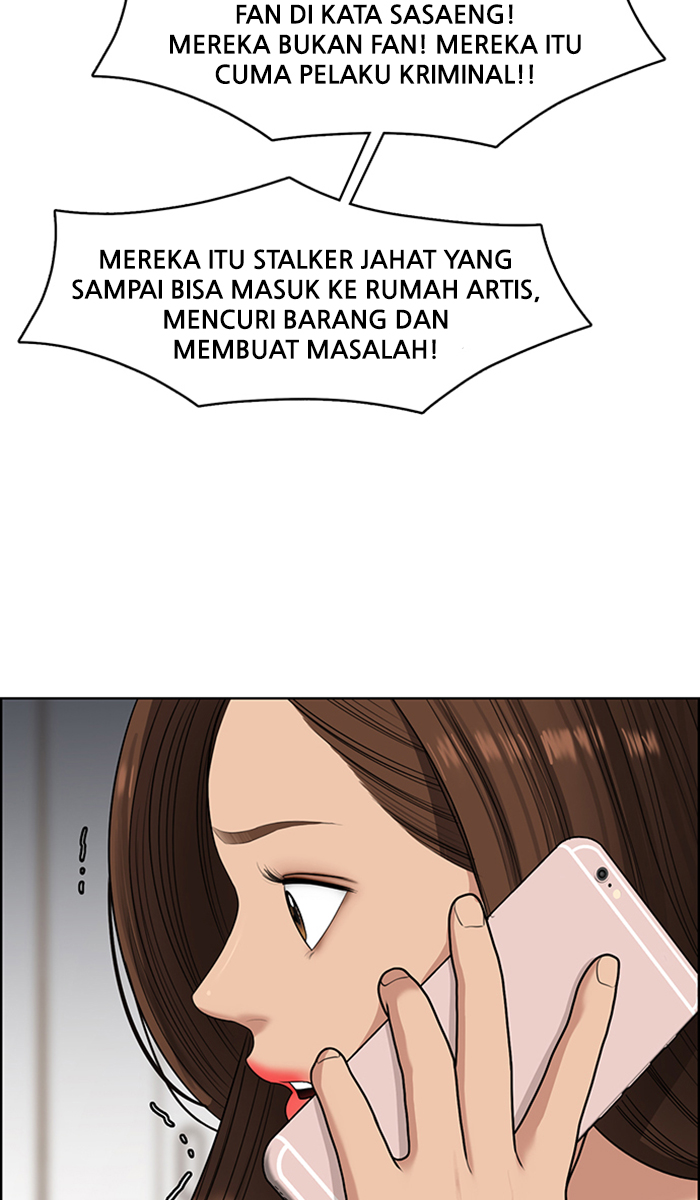 FAN DI KATA SASAENG!
MEREKA BUKAN FAN! MEREKA ITU
CUMA PELAKU KRIMINAL!!
MEREKA ITU STALKER JAHAT YANG
SAMPAI BISA MASUK KE RUMAH ARTIS,
MENCURI BARANG DAN
MEMBUAT MASALAH!